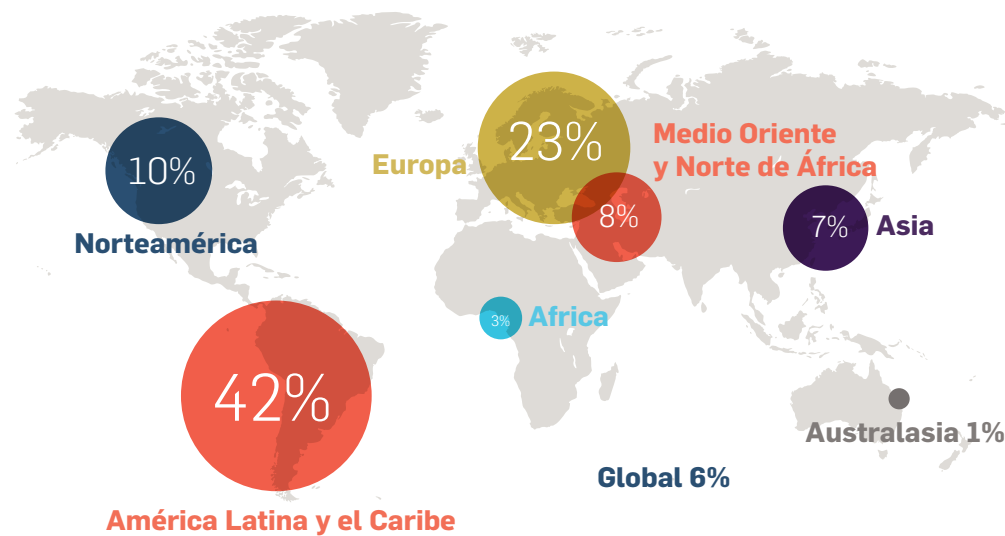 23%
Europa
Medio Oriente
y Norte de África
8%
10%
Norteamérica
7%
Asia
3%
Africa
42%
América Latina y el Caribe
Australasia 1%
Global 6%